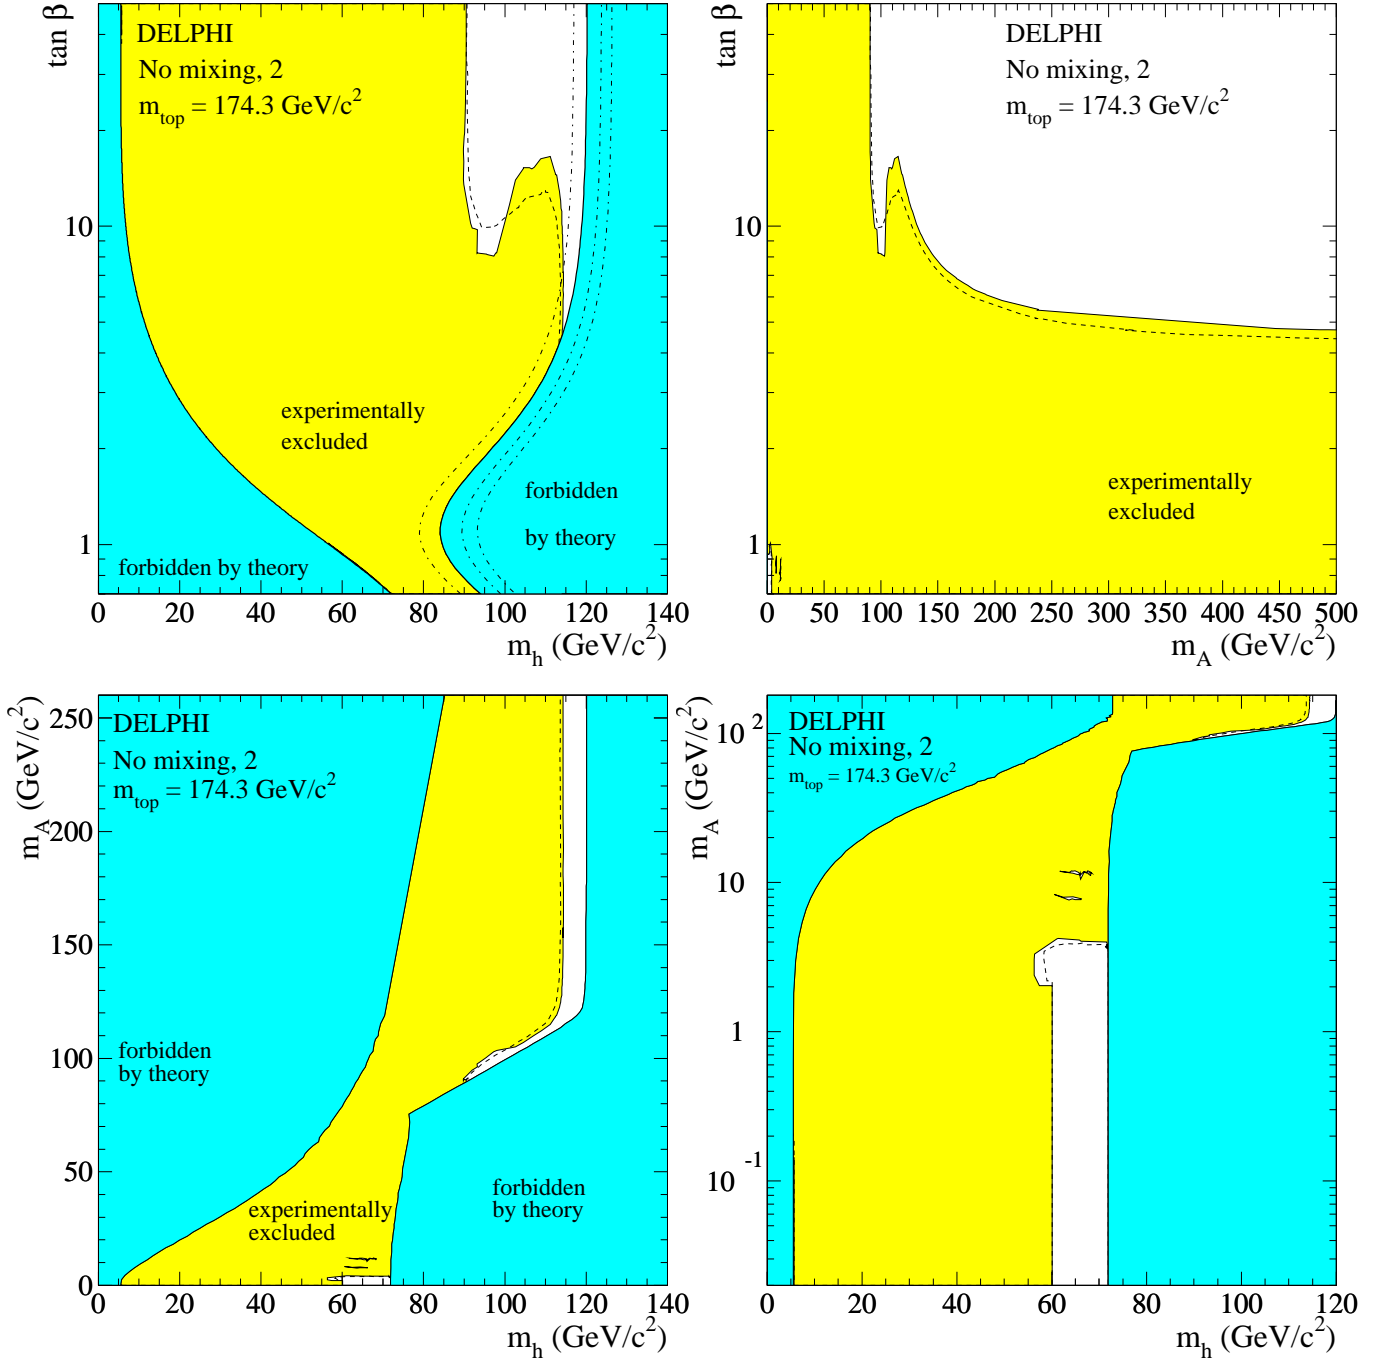 tan β
DELPHI
No mixing, 2
m_top = 174.3 GeV/c²
10
1
experimentally
excluded
forbidden
by theory
forbidden by theory
0 20 40 60 80 100 120 140
m_h (GeV/c²)
tan β
DELPHI
No mixing, 2
m_top = 174.3 GeV/c²
10
1
experimentally
excluded
0 50 100 150 200 250 300 350 400 450 500
m_A (GeV/c²)
m_A (GeV/c²)
DELPHI
No mixing, 2
m_top = 174.3 GeV/c²
250
200
150
100
50
0
forbidden
by theory
experimentally
excluded
forbidden
by theory
0 20 40 60 80 100 120 140
m_h (GeV/c²)
m_A (GeV/c²)
DELPHI
No mixing, 2
m_top = 174.3 GeV/c²
10²
10
1
10⁻¹
0 20 40 60 80 100 120
m_h (GeV/c²)